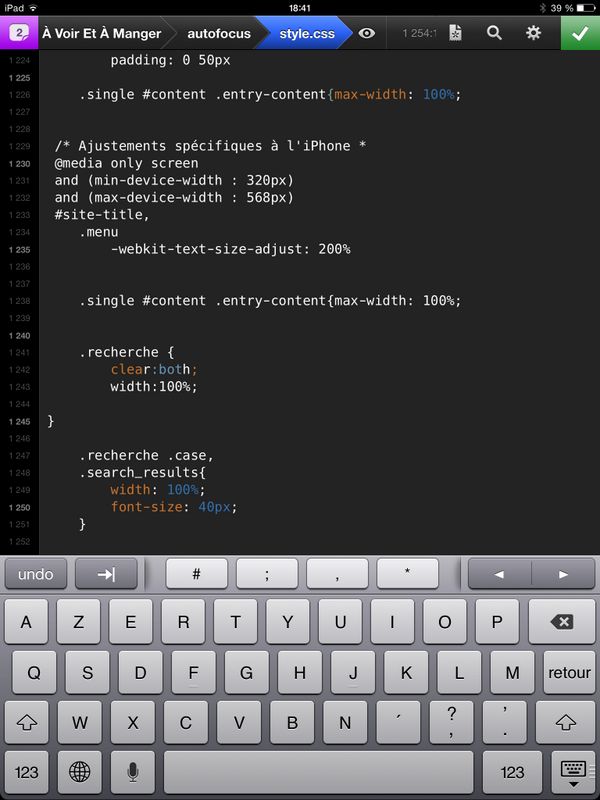 iPad 18:41 39 %
2 À Voir Et À Manger autofocus style.css 1 254:1
1 224 padding: 0 50px
1 225
1 226 .single #content .entry-content{max-width: 100%;
1 227
1 228
1 229 /* Ajustements spécifiques à l'iPhone *
1 230 @media only screen
1 231 and (min-device-width : 320px)
1 232 and (max-device-width : 568px)
1 233 #site-title,
1 234 .menu
1 235 -webkit-text-size-adjust: 200%
1 236
1 237
1 238 .single #content .entry-content{max-width: 100%;
1 239
1 240
1 241 .recherche {
1 242 clear:both;
1 243 width:100%;
1 244
1 245 }
1 246
1 247 .recherche .case,
1 248 .search_results{
1 249 width: 100%;
1 250 font-size: 40px;
1 251 }
1 252
undo # ; , *
A Z E R T Y U I O P
Q S D F G H J K L M retour
W X C V B N ´ ? , ' .
123 123